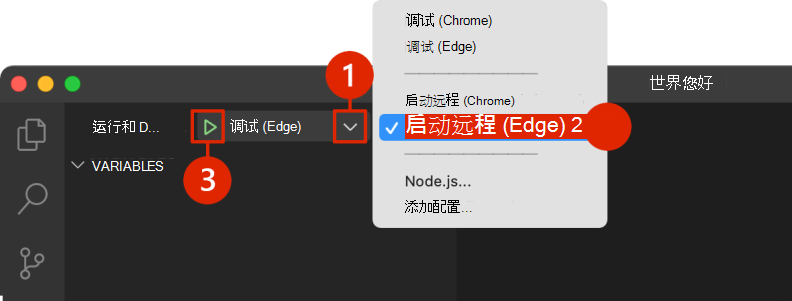 调试 (Chrome)
调试 (Edge)
启动远程 (Chrome)
启动远程 (Edge) 2
Node.js...
添加配置...
世界您好
1
运行和 D...
调试 (Edge)
3
VARIABLES